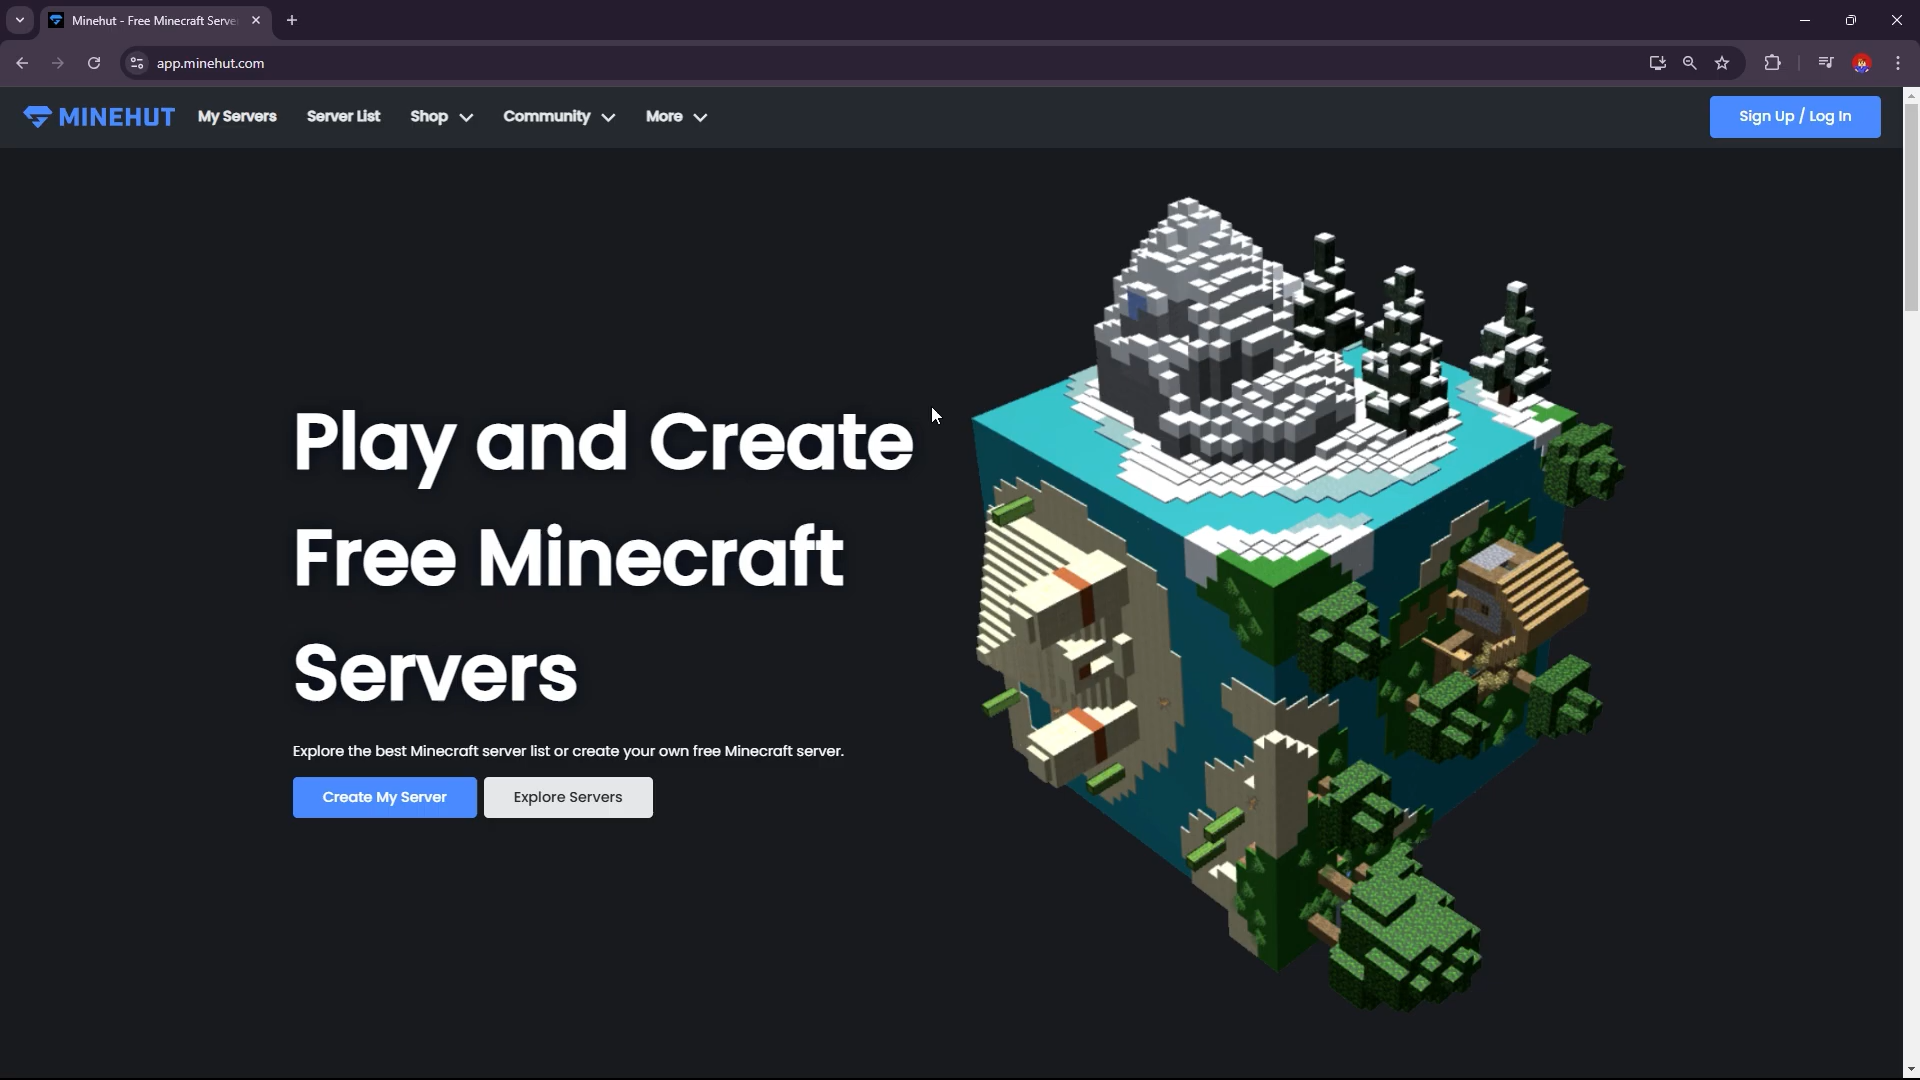 Minehut - Free Minecraft Serve
app.minehut.com
MINEHUT My Servers Server List Shop Community More Sign Up / Log In
Play and Create
Free Minecraft
Servers
Explore the best Minecraft server list or create your own free Minecraft server.
Create My Server Explore Servers